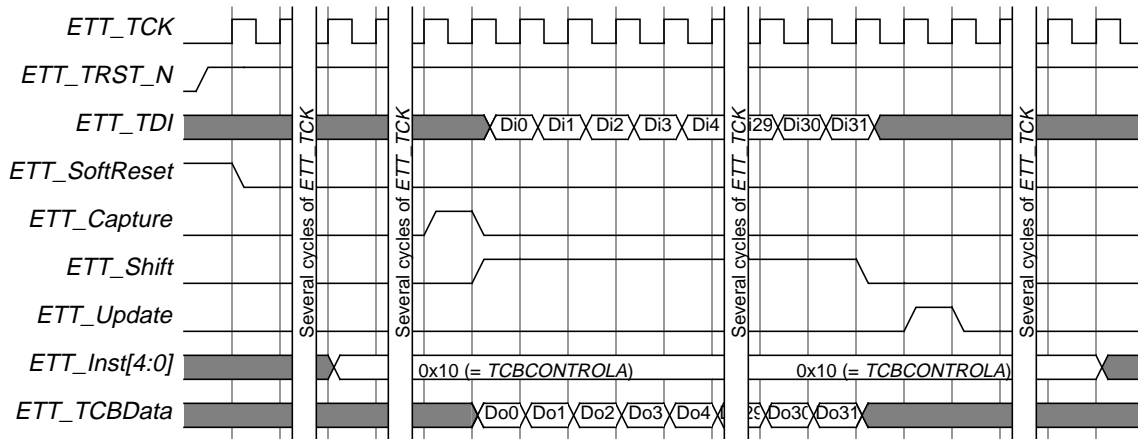 ETT_TCK
ETT_TRST_N
ETT_TDI
Di0 Di1 Di2 Di3 Di4 i29 Di30 Di31
ETT_SoftReset
ETT_Capture
ETT_Shift
ETT_Update
ETT_Inst[4:0]
0x10 (= TCBCONTROLA) 0x10 (= TCBCONTROLA)
ETT_TCBData
Do0 Do1 Do2 Do3 Do4 29 Do30 Do31
Several cycles of ETT_TCK
Several cycles of ETT_TCK
Several cycles of ETT_TCK
Several cycles of ETT_TCK